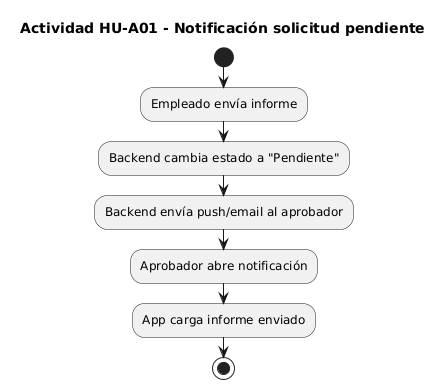 Actividad HU-A01 - Notificación solicitud pendiente
Empleado envía informe
Backend cambia estado a "Pendiente"
Backend envía push/email al aprobador
Aprobador abre notificación
App carga informe enviado